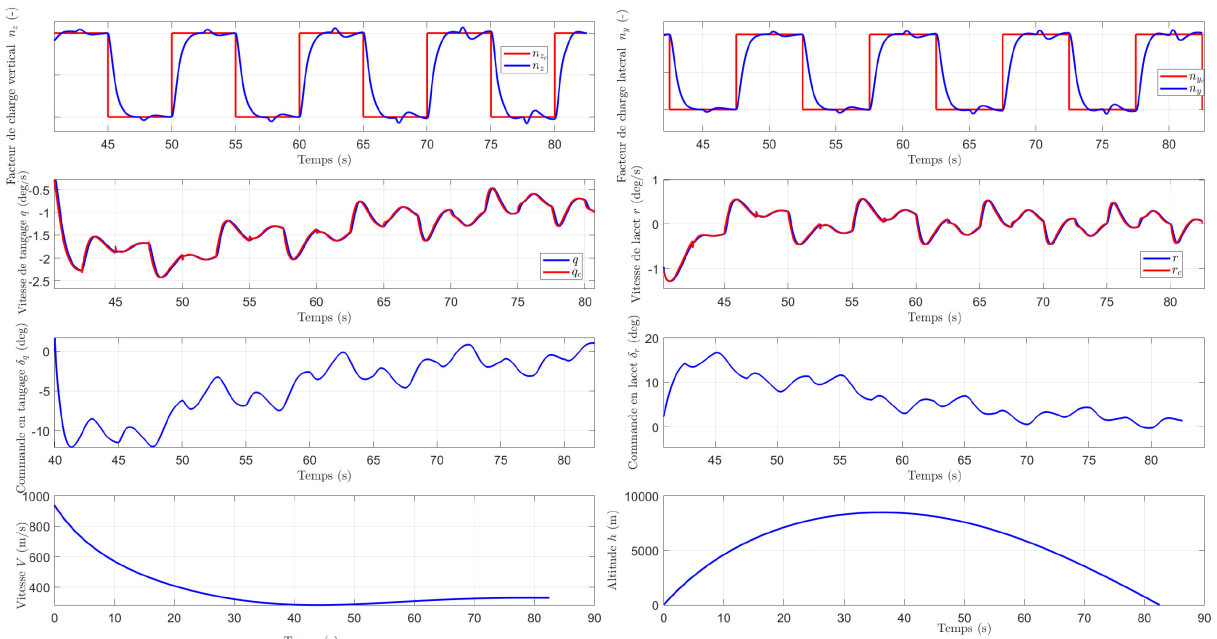 Facteur de charge vertical n_z (-)
n_{z_c}
n_z
45 50 55 60 65 70 75 80
Temps (s)
Facteur de charge lateral n_y (-)
n_{y_c}
n_y
45 50 55 60 65 70 75 80
Temps (s)
Vitesse de tangage q (deg/s)
-0.5
-1
-1.5
-2
-2.5
q
q_c
45 50 55 60 65 70 75 80
Temps (s)
Vitesse de lacet r (deg/s)
1
0
-1
r
r_c
45 50 55 60 65 70 75 80
Temps (s)
Commande en tangage δ_q (deg)
0
-5
-10
40 45 50 55 60 65 70 75 80
Temps (s)
Commande en lacet δ_r (deg)
20
10
0
45 50 55 60 65 70 75 80
Temps (s)
Vitesse V (m/s)
1000
800
600
400
0 10 20 30 40 50 60 70 80 90
Altitude h (m)
10000
5000
0
0 10 20 30 40 50 60 70 80 90
Temps (s)